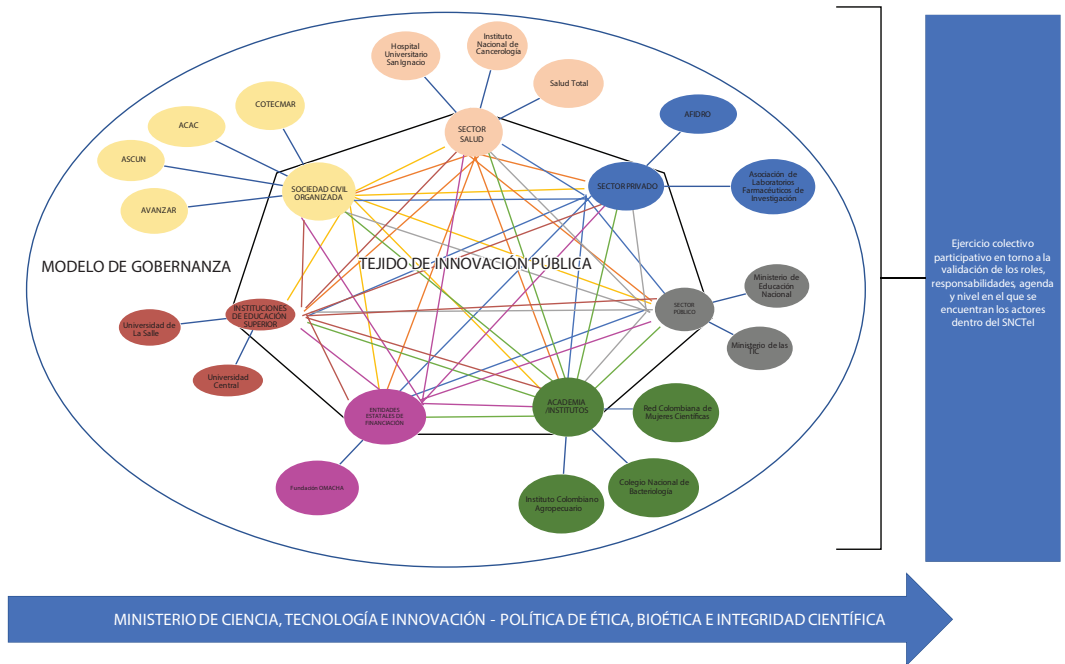 Hospital
Universitario
San Ignacio
Instituto
Nacional de
Cancerología
Salud Total
COTECMAR
ACAC
ASCUN
AVANZAR
SECTOR
SALUD
AFIDRO
SOCIEDAD CIVIL
ORGANIZADA
SECTOR PRIVADO
Asociación de
Laboratorios
Farmacéuticos de
Investigación
MODELO DE GOBERNANZA
TEJIDO DE INNOVACIÓN PÚBLICA
Ministerio de
Educación
Nacional
SECTOR
PÚBLICO
Ministerio de las
TIC
INSTITUCIONES
DE EDUCACIÓN
SUPERIOR
Universidad de
La Salle
Universidad
Central
ENTIDADES
ESTATALES DE
FINANCIACIÓN
ACADEMIA
/INSTITUTOS
Red Colombiana de
Mujeres Científicas
Colegio Nacional de
Bacteriología
Instituto Colombiano
Agropecuario
Fundación OMACHA
Ejercicio colectivo
participativo en torno a la
validación de los roles,
responsabilidades, agenda
y nivel en el que se
encuentran los actores
dentro del SNCTeI
MINISTERIO DE CIENCIA, TECNOLOGÍA E INNOVACIÓN - POLÍTICA DE ÉTICA, BIOÉTICA E INTEGRIDAD CIENTÍFICA